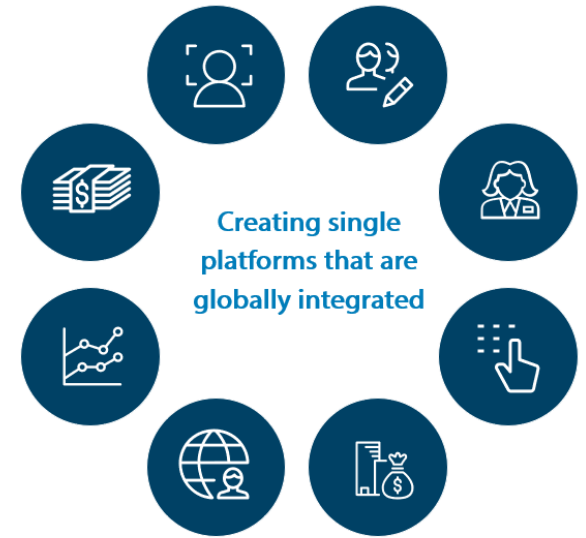 Creating single
platforms that are
globally integrated
$
$